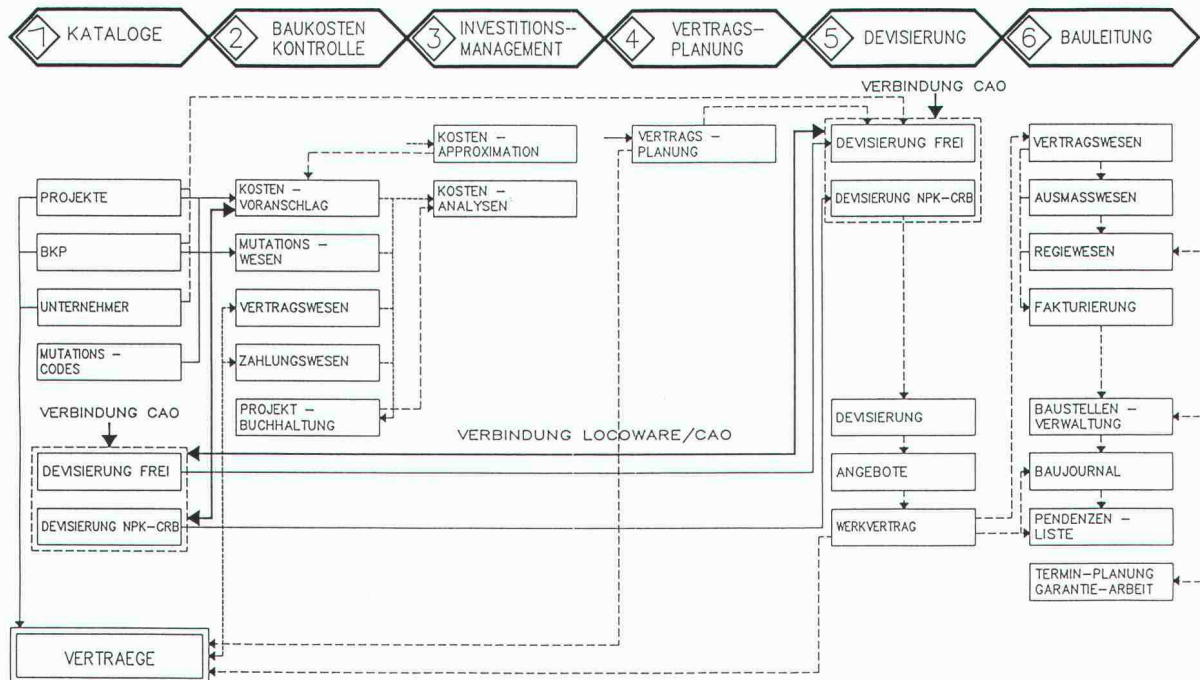 1 KATALOGE
2 BAUKOSTEN
KONTROLLE
3 INVESTITIONS--
MANAGEMENT
4 VERTRAGS-
PLANUNG
5 DEVISIERUNG
6 BAULEITUNG
PROJEKTE
BKP
UNTERNEHMER
MUTATIONS -
CODES
VERBINDUNG CAO
DEVISIERUNG FREI
DEVISIERUNG NPK-CRB
VERTRAEGE
KOSTEN -
VORANSCHLAG
MUTATIONS -
WESEN
VERTRAGSWESEN
ZAHLUNGSWESEN
PROJEKT -
BUCHHALTUNG
KOSTEN -
APPROXIMATION
KOSTEN -
ANALYSEN
VERBINDUNG LOCOWARE/CAO
VERTRAGS -
PLANUNG
VERBINDUNG CAO
DEVISIERUNG FREI
DEVISIERUNG NPK-CRB
DEVISIERUNG
ANGEBOTE
WERKVERTRAG
VERTRAGSWESEN
AUSMASSWESEN
REGIEWESEN
FAKTURIERUNG
BAUSTELLEN -
VERWALTUNG
BAUJOURNAL
PENDENZEN -
LISTE
TERMIN-PLANUNG
GARANTIE-ARBEIT